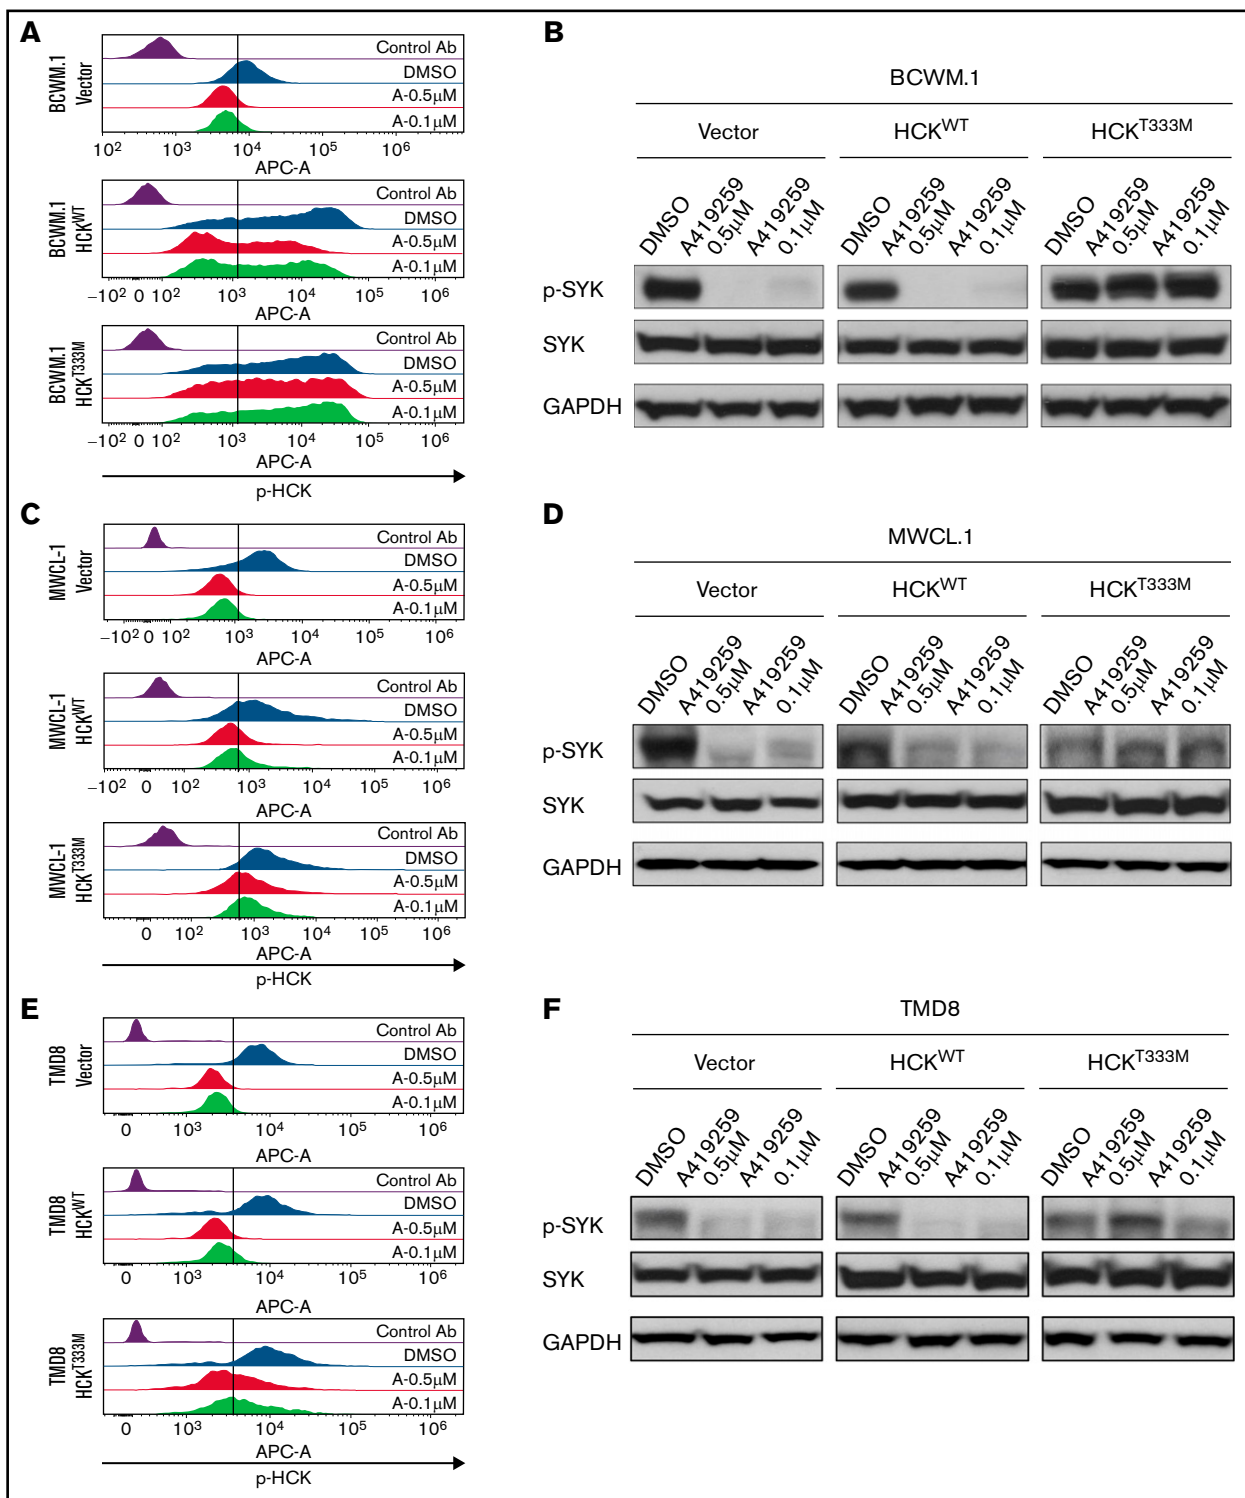 A
BCWM.1
Vector
Control Ab
DMSO
A-0.5μM
A-0.1μM
10² 10³ 10⁴ 10⁵ 10⁶
APC-A
BCWM.1
HCKᵂᵀ
Control Ab
DMSO
A-0.5μM
A-0.1μM
−10² 0 10² 10³ 10⁴ 10⁵ 10⁶
APC-A
BCWM.1
HCKᵀ³³³ᴹ
Control Ab
DMSO
A-0.5μM
A-0.1μM
−10² 0 10² 10³ 10⁴ 10⁵ 10⁶
APC-A
p-HCK
B
BCWM.1
Vector HCKᵂᵀ HCKᵀ³³³ᴹ
DMSO A419259 0.5μM A419259 0.1μM DMSO A419259 0.5μM A419259 0.1μM DMSO A419259 0.5μM A419259 0.1μM
p-SYK
SYK
GAPDH
C
MWCL-1
Vector
Control Ab
DMSO
A-0.5μM
A-0.1μM
−10² 0 10² 10³ 10⁴ 10⁵ 10⁶
APC-A
MWCL-1
HCKᵂᵀ
Control Ab
DMSO
A-0.5μM
A-0.1μM
−10² 0 10² 10³ 10⁴ 10⁵ 10⁶
APC-A
MWCL-1
HCKᵀ³³³ᴹ
Control Ab
DMSO
A-0.5μM
A-0.1μM
0 10² 10³ 10⁴ 10⁵ 10⁶
APC-A
p-HCK
D
MWCL.1
Vector HCKᵂᵀ HCKᵀ³³³ᴹ
DMSO A419259 0.5μM A419259 0.1μM DMSO A419259 0.5μM A419259 0.1μM DMSO A419259 0.5μM A419259 0.1μM
p-SYK
SYK
GAPDH
E
TMD8
Vector
Control Ab
DMSO
A-0.5μM
A-0.1μM
0 10³ 10⁴ 10⁵ 10⁶
APC-A
TMD8
HCKᵂᵀ
Control Ab
DMSO
A-0.5μM
A-0.1μM
0 10³ 10⁴ 10⁵ 10⁶
APC-A
TMD8
HCKᵀ³³³ᴹ
Control Ab
DMSO
A-0.5μM
A-0.1μM
0 10³ 10⁴ 10⁵ 10⁶
APC-A
p-HCK
F
TMD8
Vector HCKᵂᵀ HCKᵀ³³³ᴹ
DMSO A419259 0.5μM A419259 0.1μM DMSO A419259 0.5μM A419259 0.1μM DMSO A419259 0.5μM A419259 0.1μM
p-SYK
SYK
GAPDH